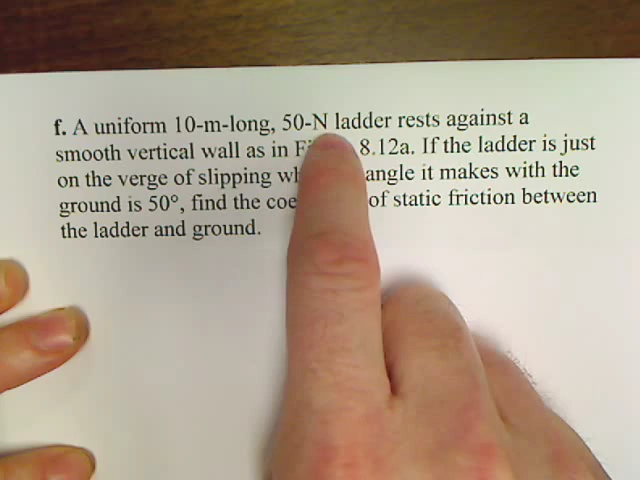 f. A uniform 10-m-long, 50-N ladder rests against a
smooth vertical wall as in 8.12a. If the ladder is just
on the verge of slipping angle it makes with the
ground is 50°, find the of static friction between
the ladder and ground.